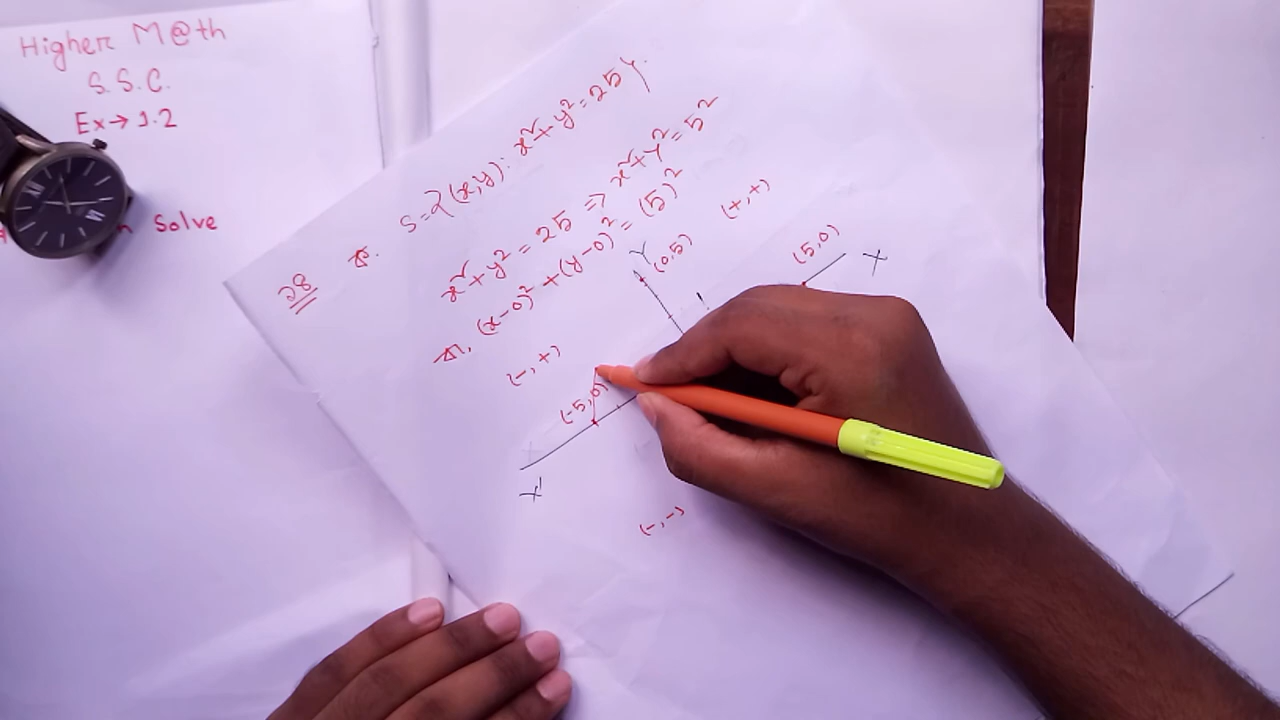 Higher M@th
S.S.C.
Ex→1.2
Solve
28
ক. S={(x,y): x²+y²=25}.
x²+y² = 25 ⇒ x²+y²=5²
বা, (x-0)²+(y-0)² = (5)²
(+,+)
Y
(0,5)
(5,0)
X
(-,+)
(-5,0)
X'
(-,-)